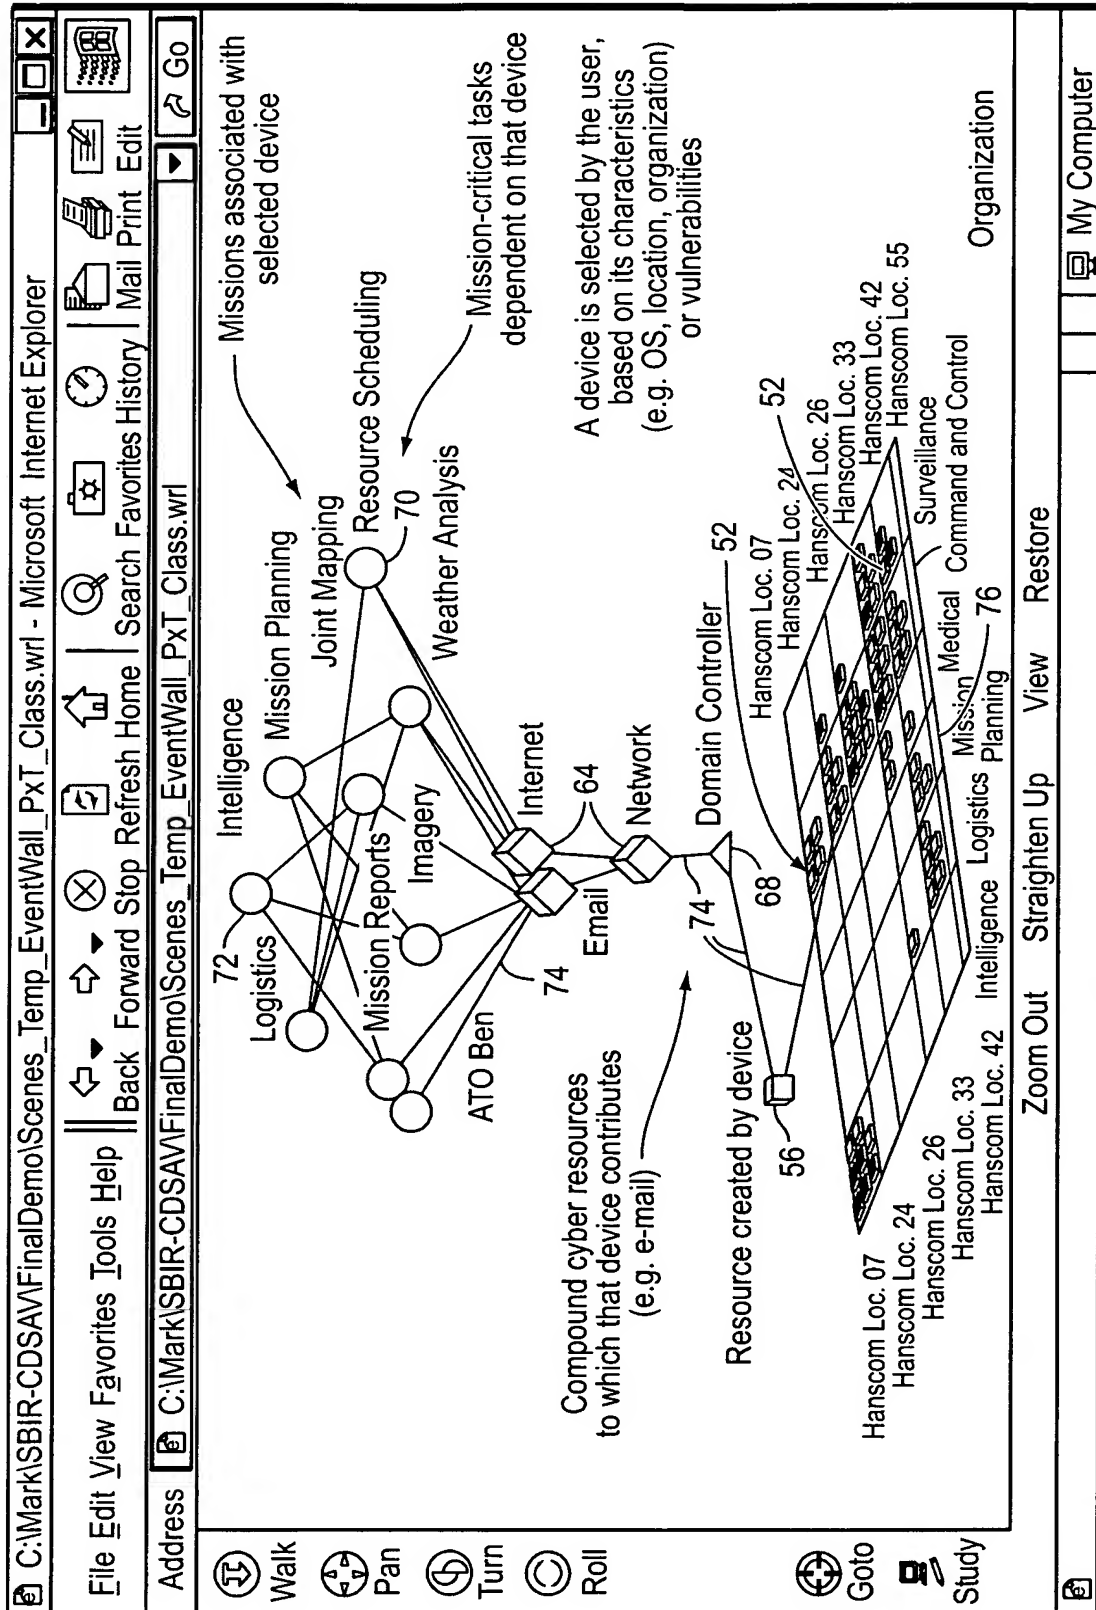 C:\Mark\SBIR-CDSAV\FinalDemo\Scenes_Temp_EventWall_PxT_Class.wrl - Microsoft Internet Explorer
File Edit View Favorites Tools Help
Back Forward Stop Refresh Home Search Favorites History Mail Print Edit
Address C:\Mark\SBIR-CDSAV\FinalDemo\Scenes_Temp_EventWall_PxT_Class.wrl Go
Walk
Pan
Turn
Roll
Goto
Study
Missions associated with
selected device
Intelligence
Mission Planning
Joint Mapping
72
Logistics
Resource Scheduling
70
Mission-critical tasks
dependent on that device
Mission Reports
Imagery
Weather Analysis
ATO Ben
74
Email
Internet
64
Network
Compound cyber resources
to which that device contributes
(e.g. e-mail)
A device is selected by the user,
based on its characteristics
(e.g. OS, location, organization)
or vulnerabilities
74
Domain Controller
68
52
52
Resource created by device
56
Hanscom Loc. 07
Hanscom Loc. 24
Hanscom Loc. 26
Hanscom Loc. 33
Hanscom Loc. 42
Hanscom Loc. 55
Hanscom Loc. 07
Hanscom Loc. 24
Hanscom Loc. 26
Hanscom Loc. 33
Hanscom Loc. 42
Intelligence
Logistics
Mission
Planning
Medical
Command and Control
Surveillance
76
Organization
Zoom Out Straighten Up View Restore
My Computer